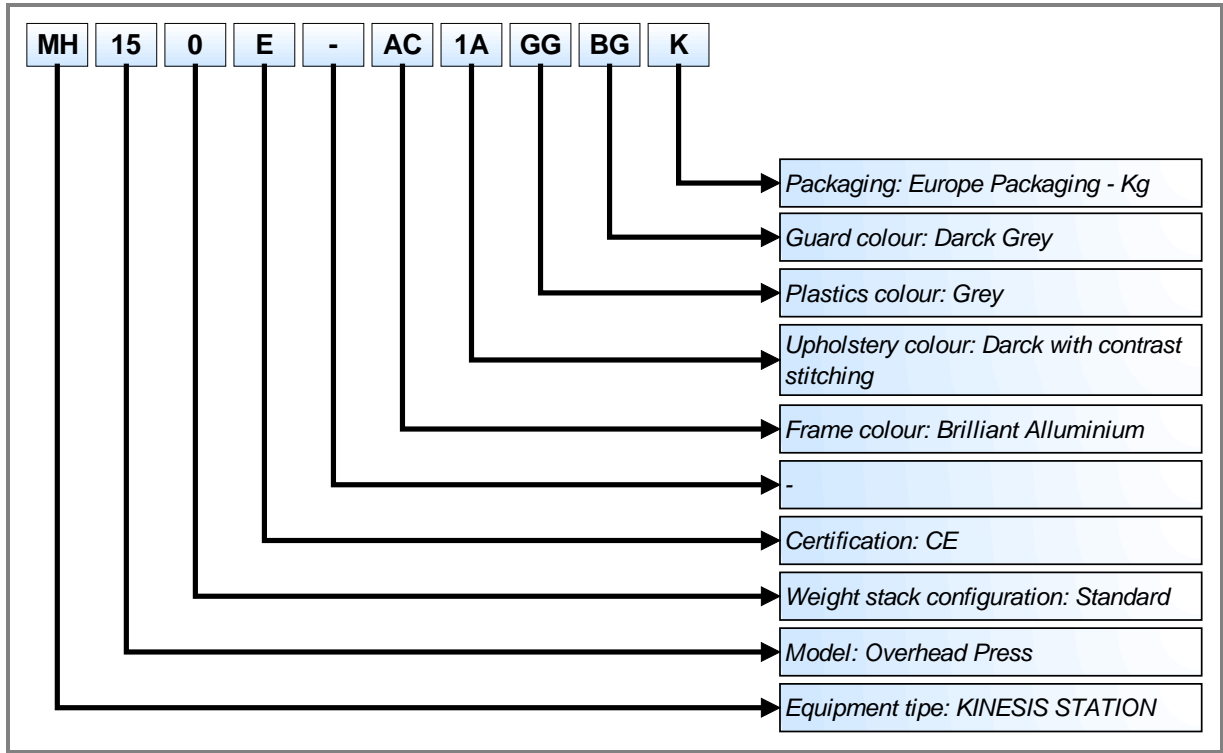 MH 15 0 E - AC 1A GG BG K
Packaging: Europe Packaging - Kg
Guard colour: Darck Grey
Plastics colour: Grey
Upholstery colour: Darck with contrast
stitching
Frame colour: Brilliant Alluminium
-
Certification: CE
Weight stack configuration: Standard
Model: Overhead Press
Equipment tipe: KINESIS STATION